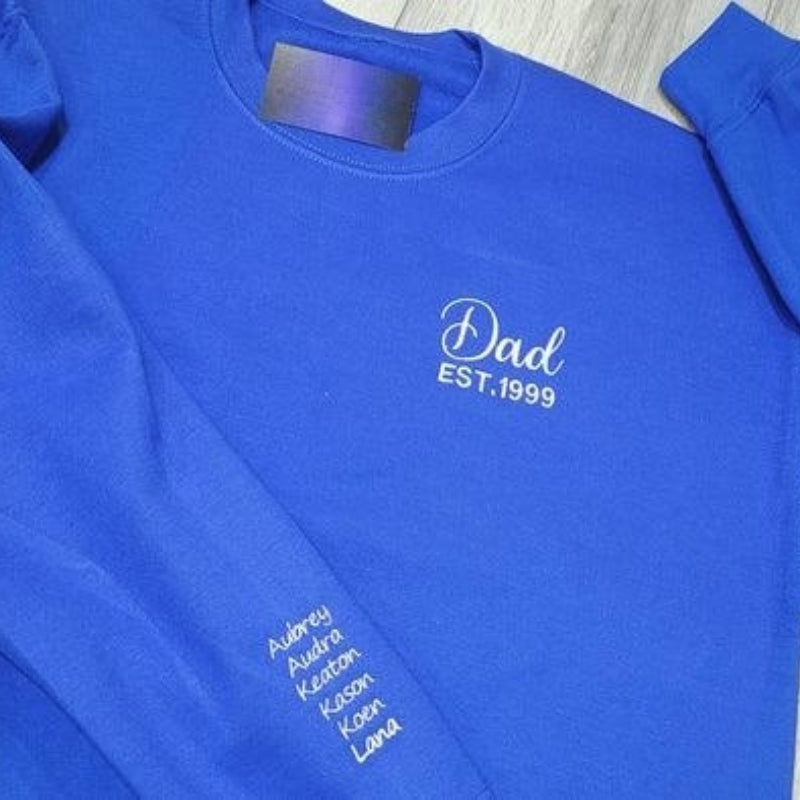 Dad
EST.1999
Aubrey
Audra
Keaton
Kason
Koen
Lana